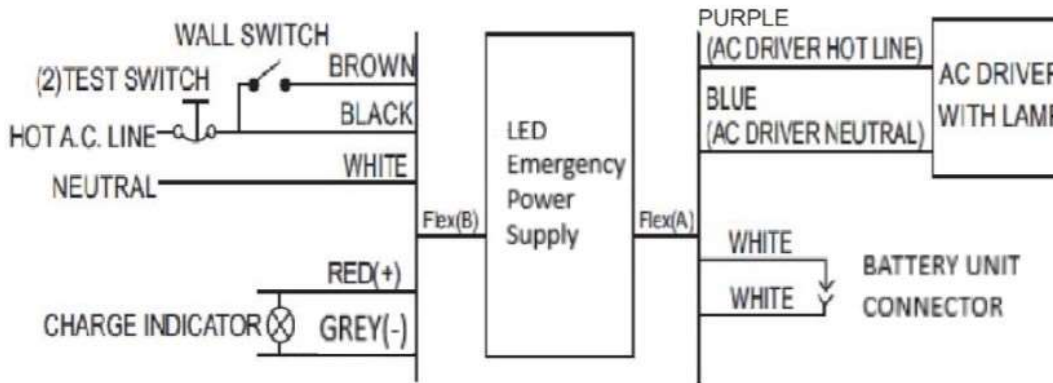 WALL SWITCH
(2)TEST SWITCH
BROWN
BLACK
HOT A.C. LINE
WHITE
NEUTRAL
Flex(B)
RED(+)
CHARGE INDICATOR
GREY(-)
LED
Emergency
Power
Supply
Flex(A)
PURPLE
(AC DRIVER HOT LINE)
BLUE
(AC DRIVER NEUTRAL)
AC DRIVER
WITH LAMP
WHITE
WHITE
BATTERY UNIT
CONNECTOR